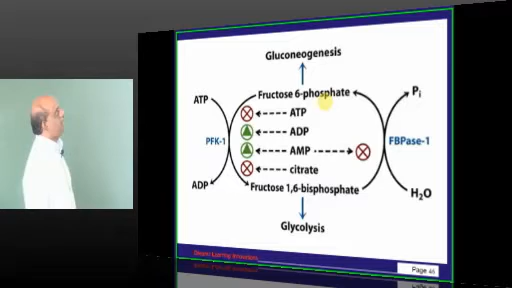 Gluconeogenesis
ATP
Fructose 6-phosphate
Pi
ATP
ADP
PFK-1
AMP
FBPase-1
citrate
ADP
Fructose 1,6-bisphosphate
H2O
Glycolysis
Page 46